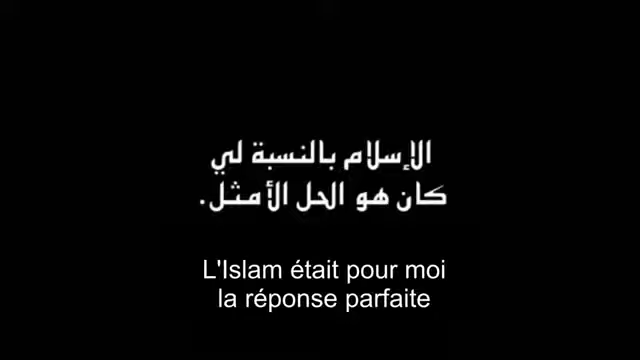 الإسلام بالنسبة لي
كان هو الحل الأمثل.
L'Islam était pour moi
la réponse parfaite